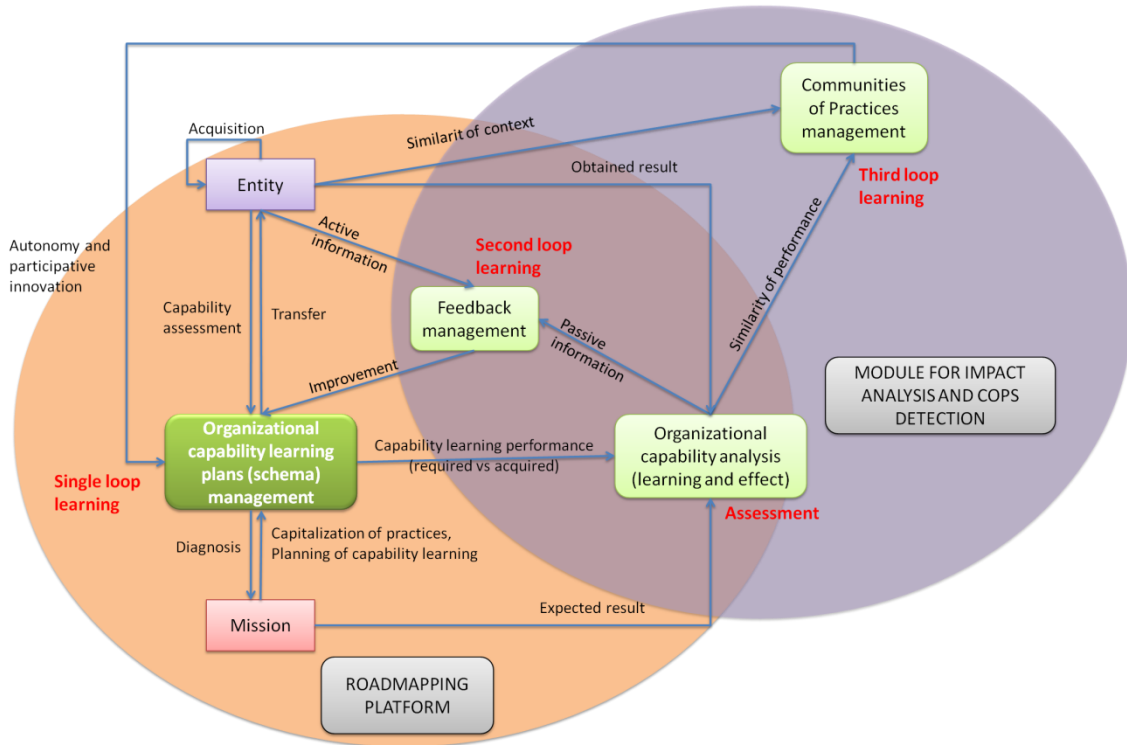 Communities
of Practices
management
Acquisition
Similarit of context
Obtained result
Entity
Third loop
learning
Active
information
Second loop
learning
Autonomy and
participative
innovation
Capability
assessment
Transfer
Feedback
management
Similarity of performance
Passive
information
Improvement
MODULE FOR IMPACT
ANALYSIS AND COPS
DETECTION
Organizational
capability learning
plans (schema)
management
Capability learning performance
(required vs acquired)
Organizational
capability analysis
(learning and effect)
Single loop
learning
Assessment
Diagnosis
Capitalization of practices,
Planning of capability learning
Mission
Expected result
ROADMAPPING
PLATFORM